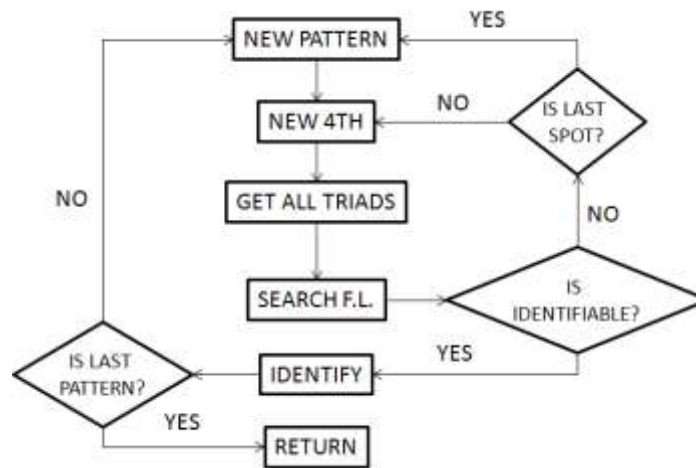 NEW PATTERN
YES
NEW 4TH
NO
IS LAST
SPOT?
GET ALL TRIADS
NO
NO
SEARCH F.L.
IS
IDENTIFIABLE?
IS LAST
PATTERN?
IDENTIFY
YES
YES
RETURN